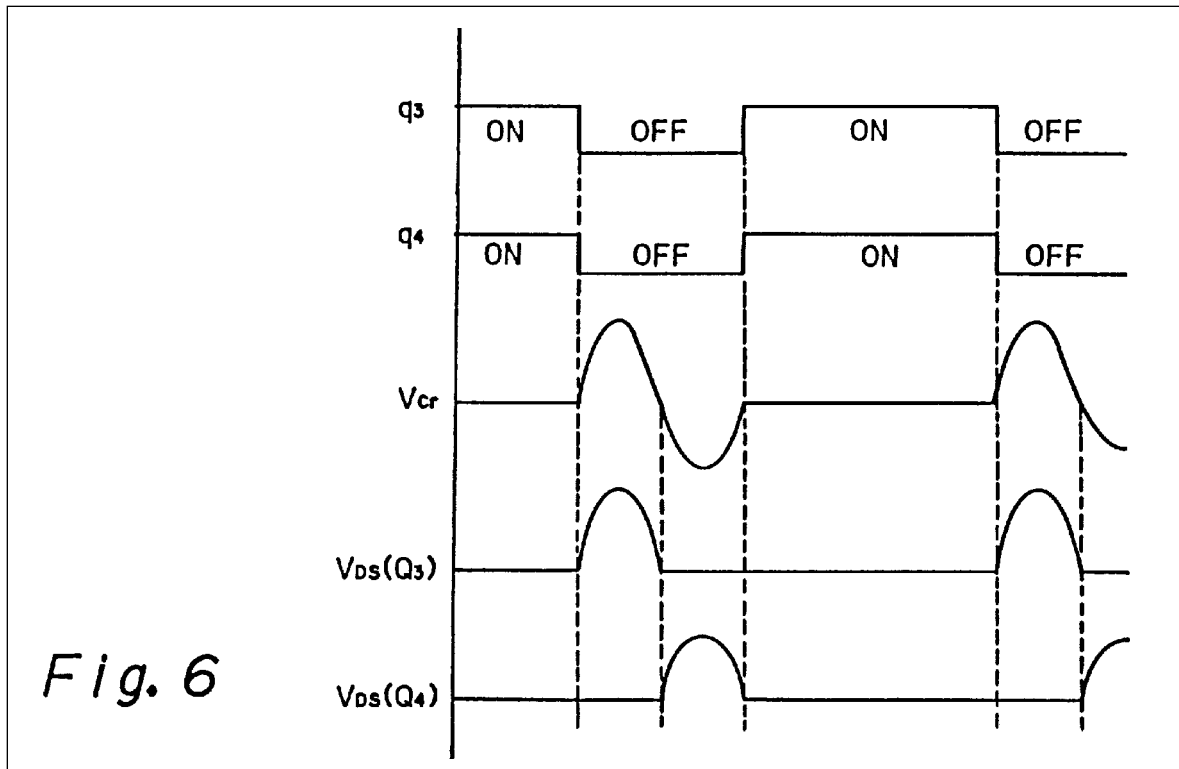 q3
ON OFF ON OFF
q4
ON OFF ON OFF
Vcr
VDS(Q3)
VDS(Q4)
Fig. 6